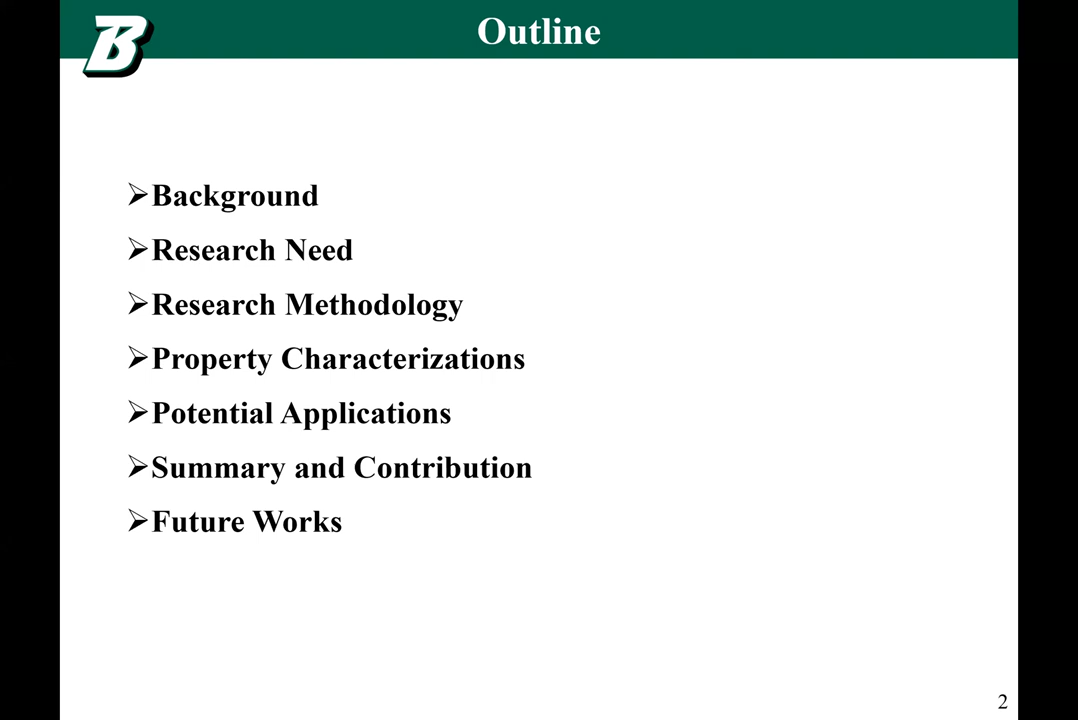 B
Outline
Background
Research Need
Research Methodology
Property Characterizations
Potential Applications
Summary and Contribution
Future Works
2